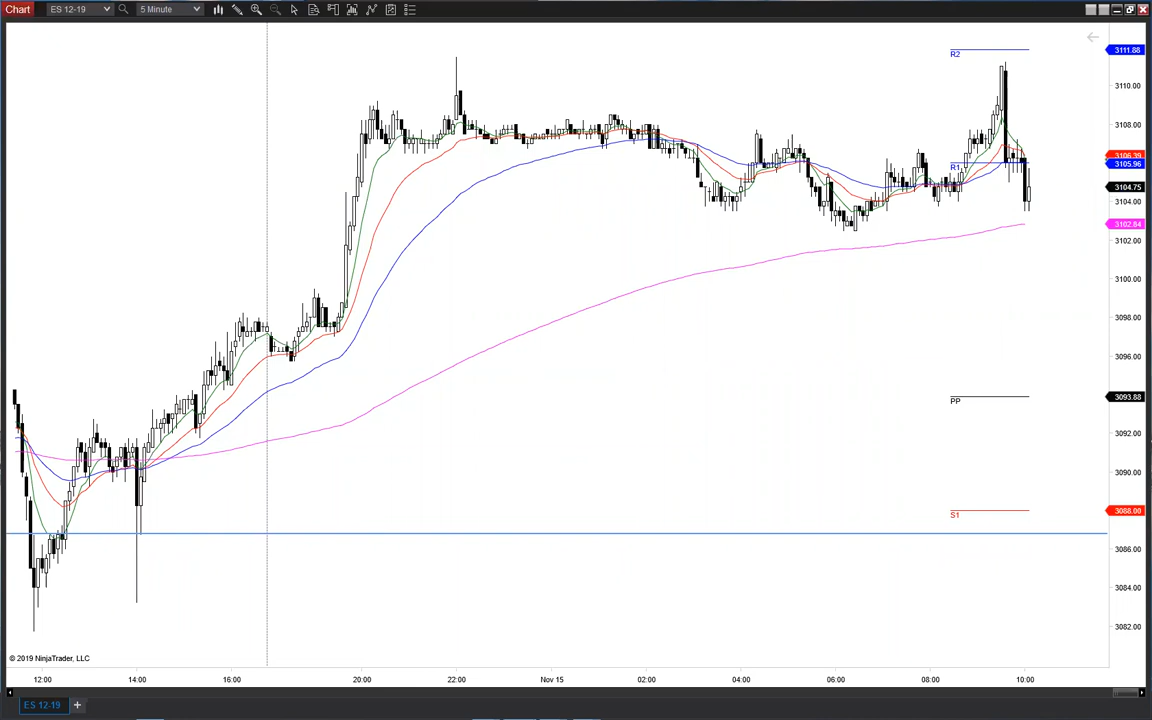 Chart ES 12-19 5 Minute
R2
3111.88
3110.00
3108.00
3106.39
R1
3105.96
3104.75
3104.00
3102.84
3102.00
3100.00
3098.00
3096.00
PP
3093.88
3092.00
3090.00
S1
3088.00
3086.00
3084.00
3082.00
© 2019 NinjaTrader, LLC
12:00 14:00 16:00 20:00 22:00 Nov 15 02:00 04:00 06:00 08:00 10:00
ES 12-19 +